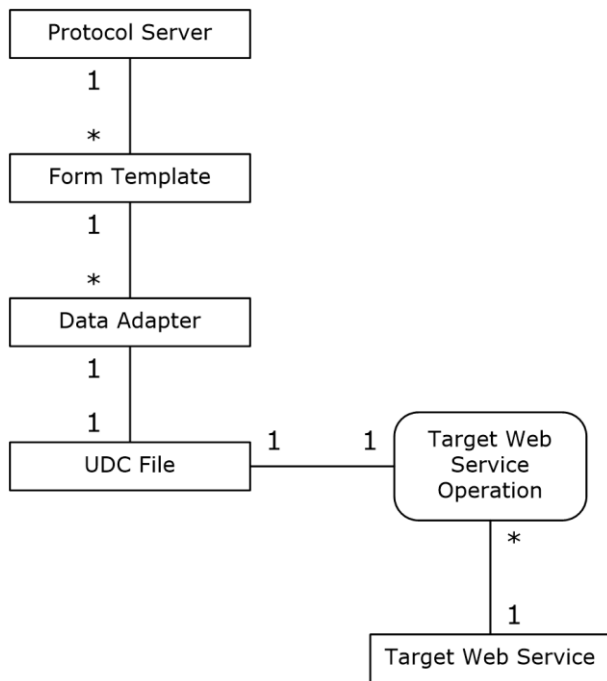 Protocol Server
1
*
Form Template
1
*
Data Adapter
1
1
UDC File
1
1
Target Web
Service
Operation
*
1
Target Web Service